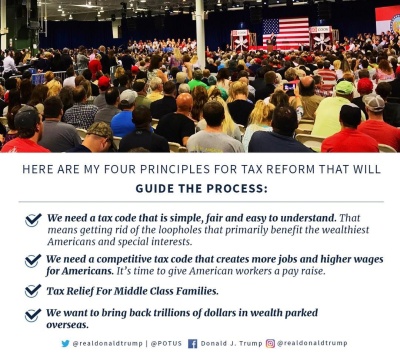 HERE ARE MY FOUR PRINCIPLES FOR TAX REFORM THAT WILL
GUIDE THE PROCESS:
We need a tax code that is simple, fair and easy to understand. That
means getting rid of the loopholes that primarily benefit the wealthiest
Americans and special interests.
We need a competitive tax code that creates more jobs and higher wages
for Americans. It's time to give American workers a pay raise.
Tax Relief For Middle Class Families.
We want to bring back trillions of dollars in wealth parked
overseas.
@realdonaldtrump | @POTUS Donald J. Trump @realdonaldtrump